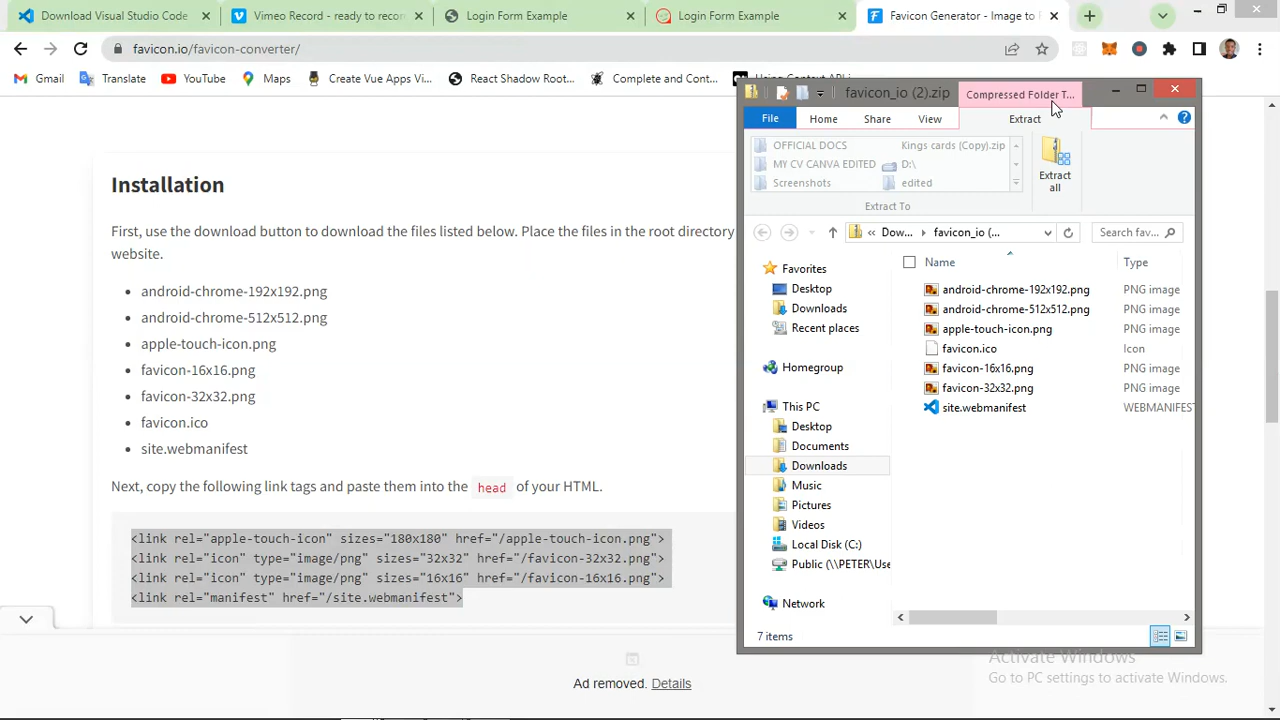 Download Visual Studio Code
Vimeo Record - ready to recor
Login Form Example
Login Form Example
Favicon Generator - Image to F
favicon.io/favicon-converter/
Gmail
Translate
YouTube
Maps
Create Vue Apps Vi...
React Shadow Root...
Complete and Cont...
Installation
First, use the download button to download the files listed below. Place the files in the root directory
website.
android-chrome-192x192.png
android-chrome-512x512.png
apple-touch-icon.png
favicon-16x16.png
favicon-32x32.png
favicon.ico
site.webmanifest
Next, copy the following link tags and paste them into the head of your HTML.
<link rel="apple-touch-icon" sizes="180x180" href="/apple-touch-icon.png">
<link rel="icon" type="image/png" sizes="32x32" href="/favicon-32x32.png">
<link rel="icon" type="image/png" sizes="16x16" href="/favicon-16x16.png">
<link rel="manifest" href="/site.webmanifest">
Ad removed. Details
favicon_io (2).zip
Compressed Folder T...
File
Home
Share
View
Extract
OFFICIAL DOCS
Kings cards (Copy).zip
MY CV CANVA EDITED
D:\
Screenshots
edited
Extract To
Extract
all
« Dow...
favicon_io (...
Search fav...
Name
Type
Favorites
Desktop
Downloads
Recent places
Homegroup
This PC
Desktop
Documents
Downloads
Music
Pictures
Videos
Local Disk (C:)
Public (\\PETER\Use
Network
android-chrome-192x192.png
PNG image
android-chrome-512x512.png
PNG image
apple-touch-icon.png
PNG image
favicon.ico
Icon
favicon-16x16.png
PNG image
favicon-32x32.png
PNG image
site.webmanifest
WEBMANIFEST
7 items
Activate Windows
Go to PC settings to activate Windows.